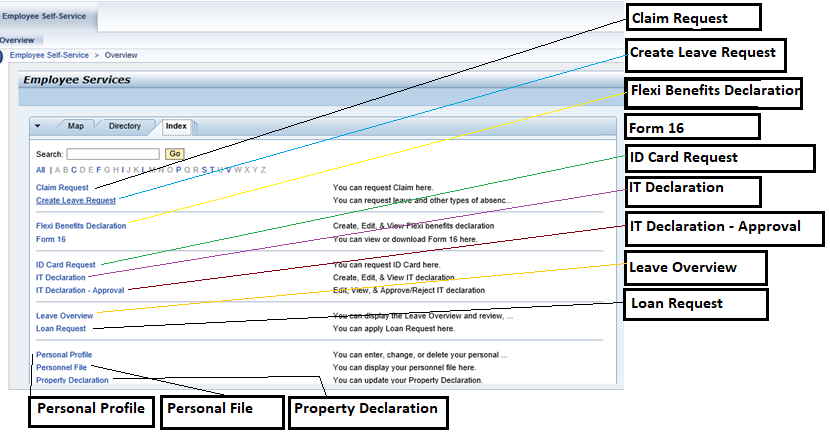 Employee Self-Service
Overview
Employee Self-Service > Overview
Employee Services
Map Directory Index
Search: Go
All | A B C D E F G H I J K L M N O P Q R S T U V W X Y Z
Claim Request You can request Claim here.
Create Leave Request You can request leave and other types of absenc...
Flexi Benefits Declaration Create, Edit, & View Flexi benefits declaration
Form 16 You can view or download Form 16 here.
ID Card Request You can request ID Card here.
IT Declaration Create, Edit, & View IT declaration
IT Declaration - Approval Edit, View, & Approve/Reject IT declaration
Leave Overview You can display the Leave Overview and review, ...
Loan Request You can apply Loan Request here.
Personal Profile You can enter, change, or delete your personal ...
Personnel File You can display your personnel file here.
Property Declaration You can update your Property Declaration.
Claim Request
Create Leave Request
Flexi Benefits Declaration
Form 16
ID Card Request
IT Declaration
IT Declaration - Approval
Leave Overview
Loan Request
Personal Profile
Personal File
Property Declaration